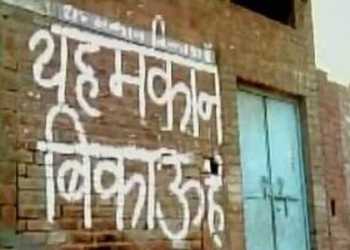 यह मकान
बिकाऊ है